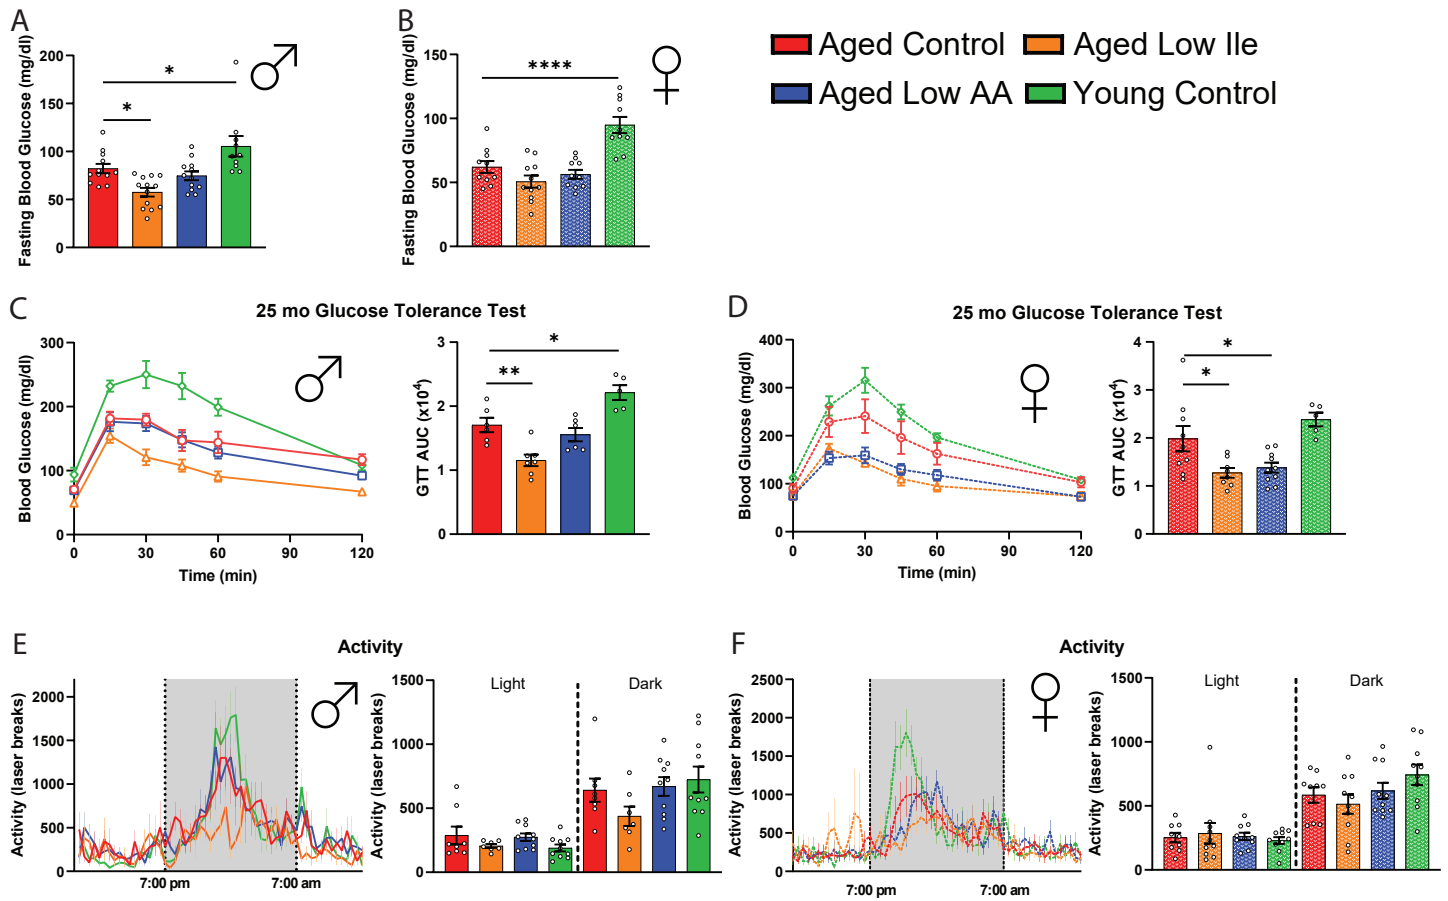 A
Fasting Blood Glucose (mg/dl)
200
150
100
50
0
*
*
B
Fasting Blood Glucose (mg/dl)
150
100
50
0
****
Aged Control
Aged Low Ile
Aged Low AA
Young Control
C
25 mo Glucose Tolerance Test
Blood Glucose (mg/dl)
300
200
100
0
0
30
60
90
120
Time (min)
GTT AUC (x10⁴)
3
2
1
0
**
*
D
25 mo Glucose Tolerance Test
Blood Glucose (mg/dl)
400
300
200
100
0
0
30
60
90
120
Time (min)
GTT AUC (x10⁴)
4
3
2
1
0
*
*
E
Activity
Activity (laser breaks)
2000
1500
1000
500
0
7:00 pm
7:00 am
Activity (laser breaks)
1500
1000
500
0
Light
Dark
F
Activity
Activity (laser breaks)
2500
2000
1500
1000
500
0
7:00 pm
7:00 am
Activity (laser breaks)
1500
1000
500
0
Light
Dark